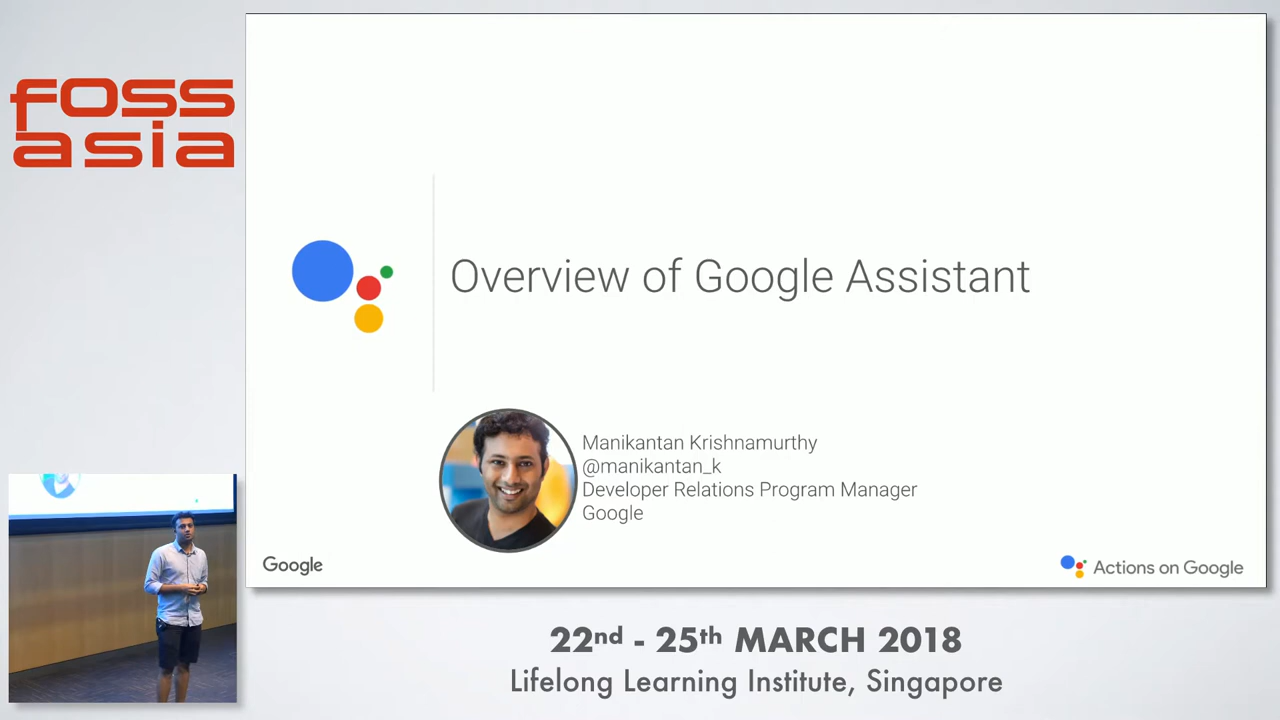 foss
asia
Overview of Google Assistant
Manikantan Krishnamurthy
@manikantan_k
Developer Relations Program Manager
Google
Google
Actions on Google
22nd - 25th MARCH 2018
Lifelong Learning Institute, Singapore